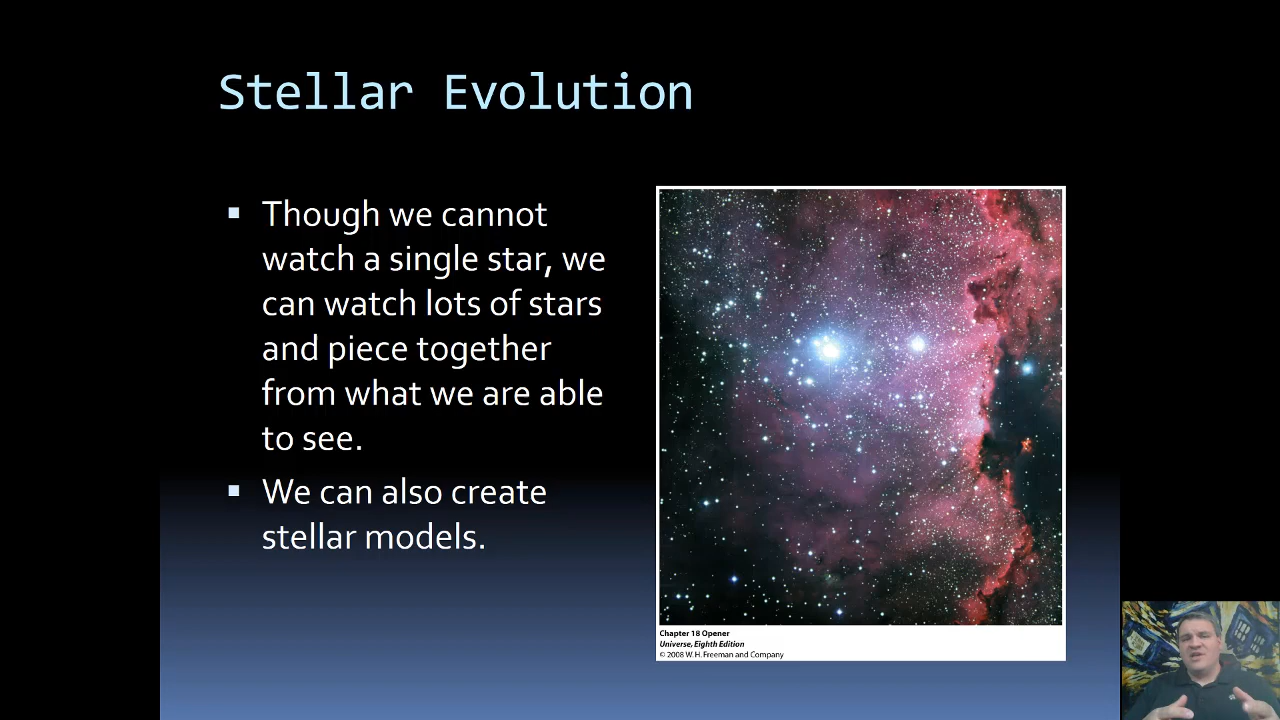 Stellar Evolution
Though we cannot
watch a single star, we
can watch lots of stars
and piece together
from what we are able
to see.
We can also create
stellar models.
Chapter 18 Opener
Universe, Eighth Edition
© 2008 W. H. Freeman and Company